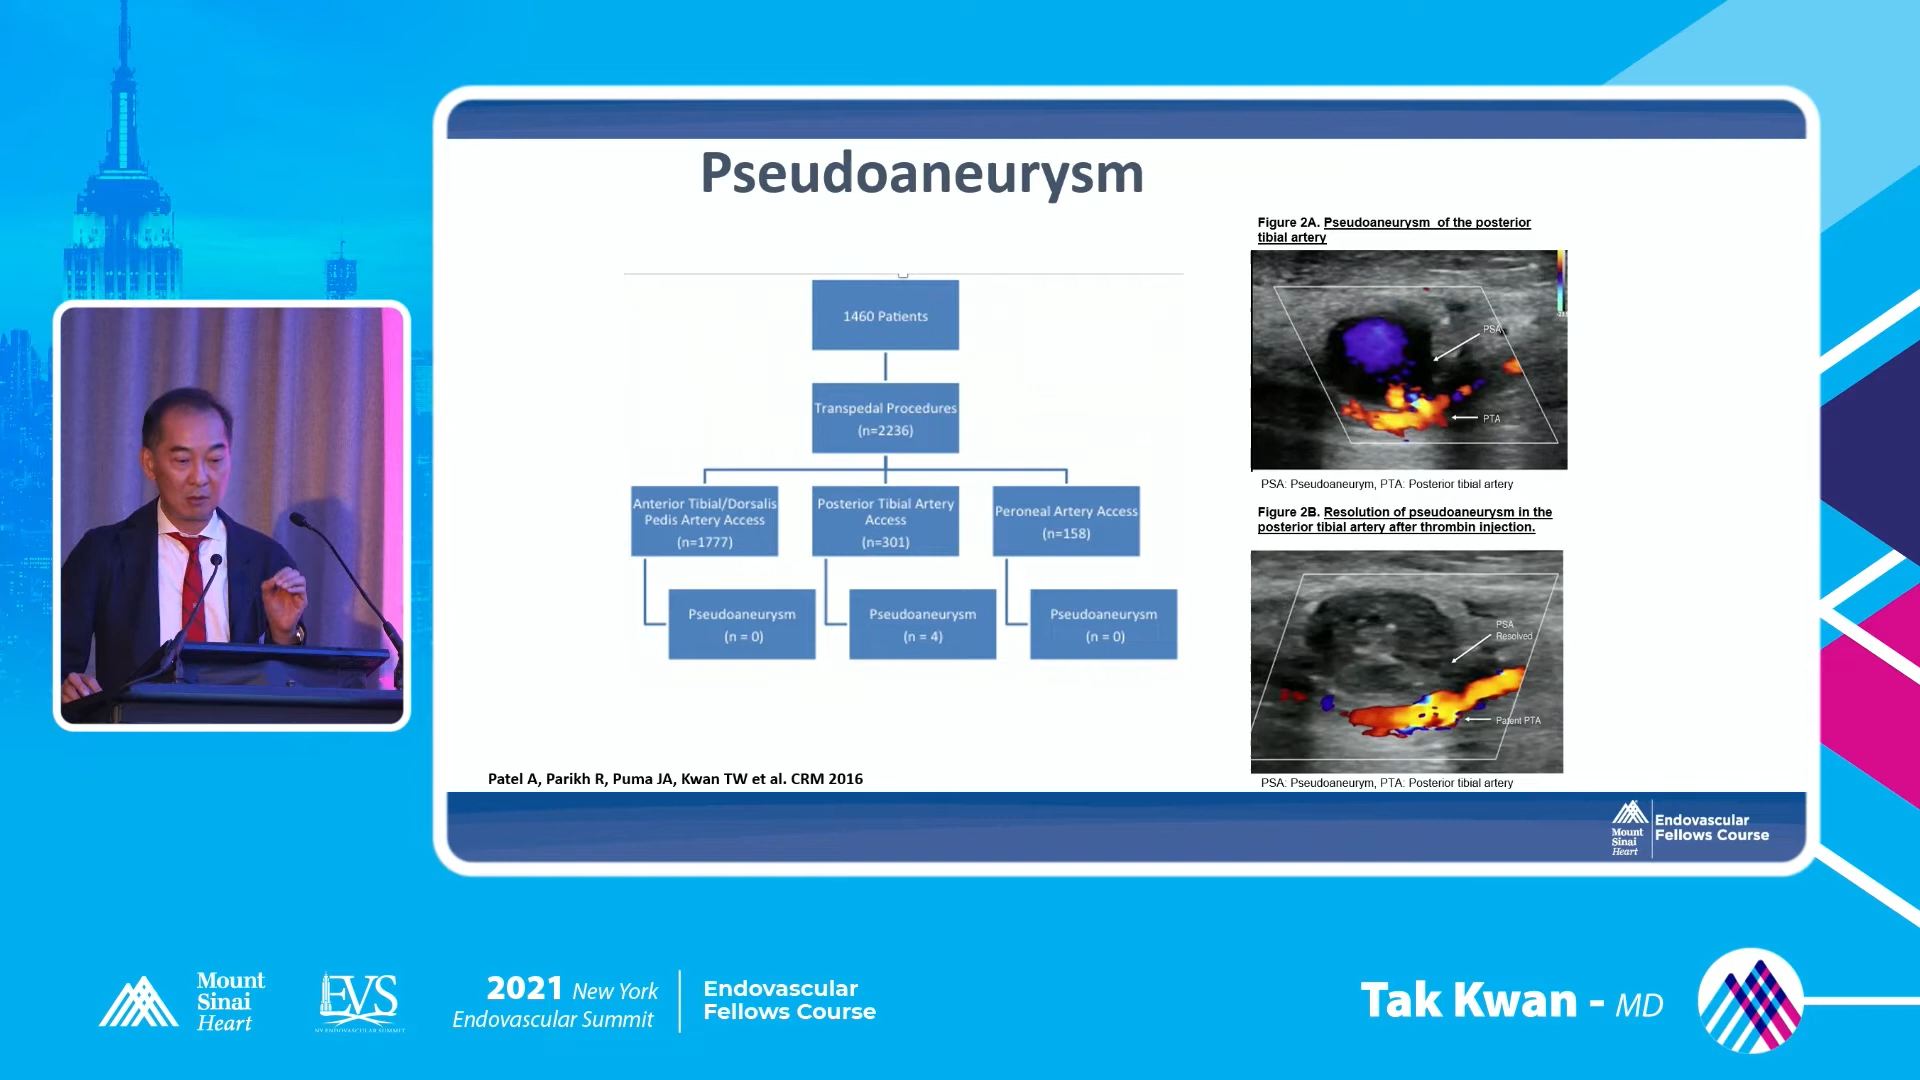 Pseudoaneurysm
1460 Patients
Transpedal Procedures
(n=2236)
Anterior Tibial/Dorsalis
Pedis Artery Access
(n=1777)
Posterior Tibial Artery
Access
(n=301)
Peroneal Artery Access
(n=158)
Pseudoaneurysm
(n = 0)
Pseudoaneurysm
(n = 4)
Pseudoaneurysm
(n = 0)
Patel A, Parikh R, Puma JA, Kwan TW et al. CRM 2016
Figure 2A. Pseudoaneurysm of the posterior
tibial artery
PSA
PTA
PSA: Pseudoaneurym, PTA: Posterior tibial artery
Figure 2B. Resolution of pseudoaneurysm in the
posterior tibial artery after thrombin injection.
PSA
Resolved
Patent PTA
PSA: Pseudoaneurym, PTA: Posterior tibial artery
Mount
Sinai
Heart
Endovascular
Fellows Course
Mount
Sinai
Heart
EVS
NY ENDOVASCULAR SUMMIT
2021 New York
Endovascular Summit
Endovascular
Fellows Course
Tak Kwan - MD